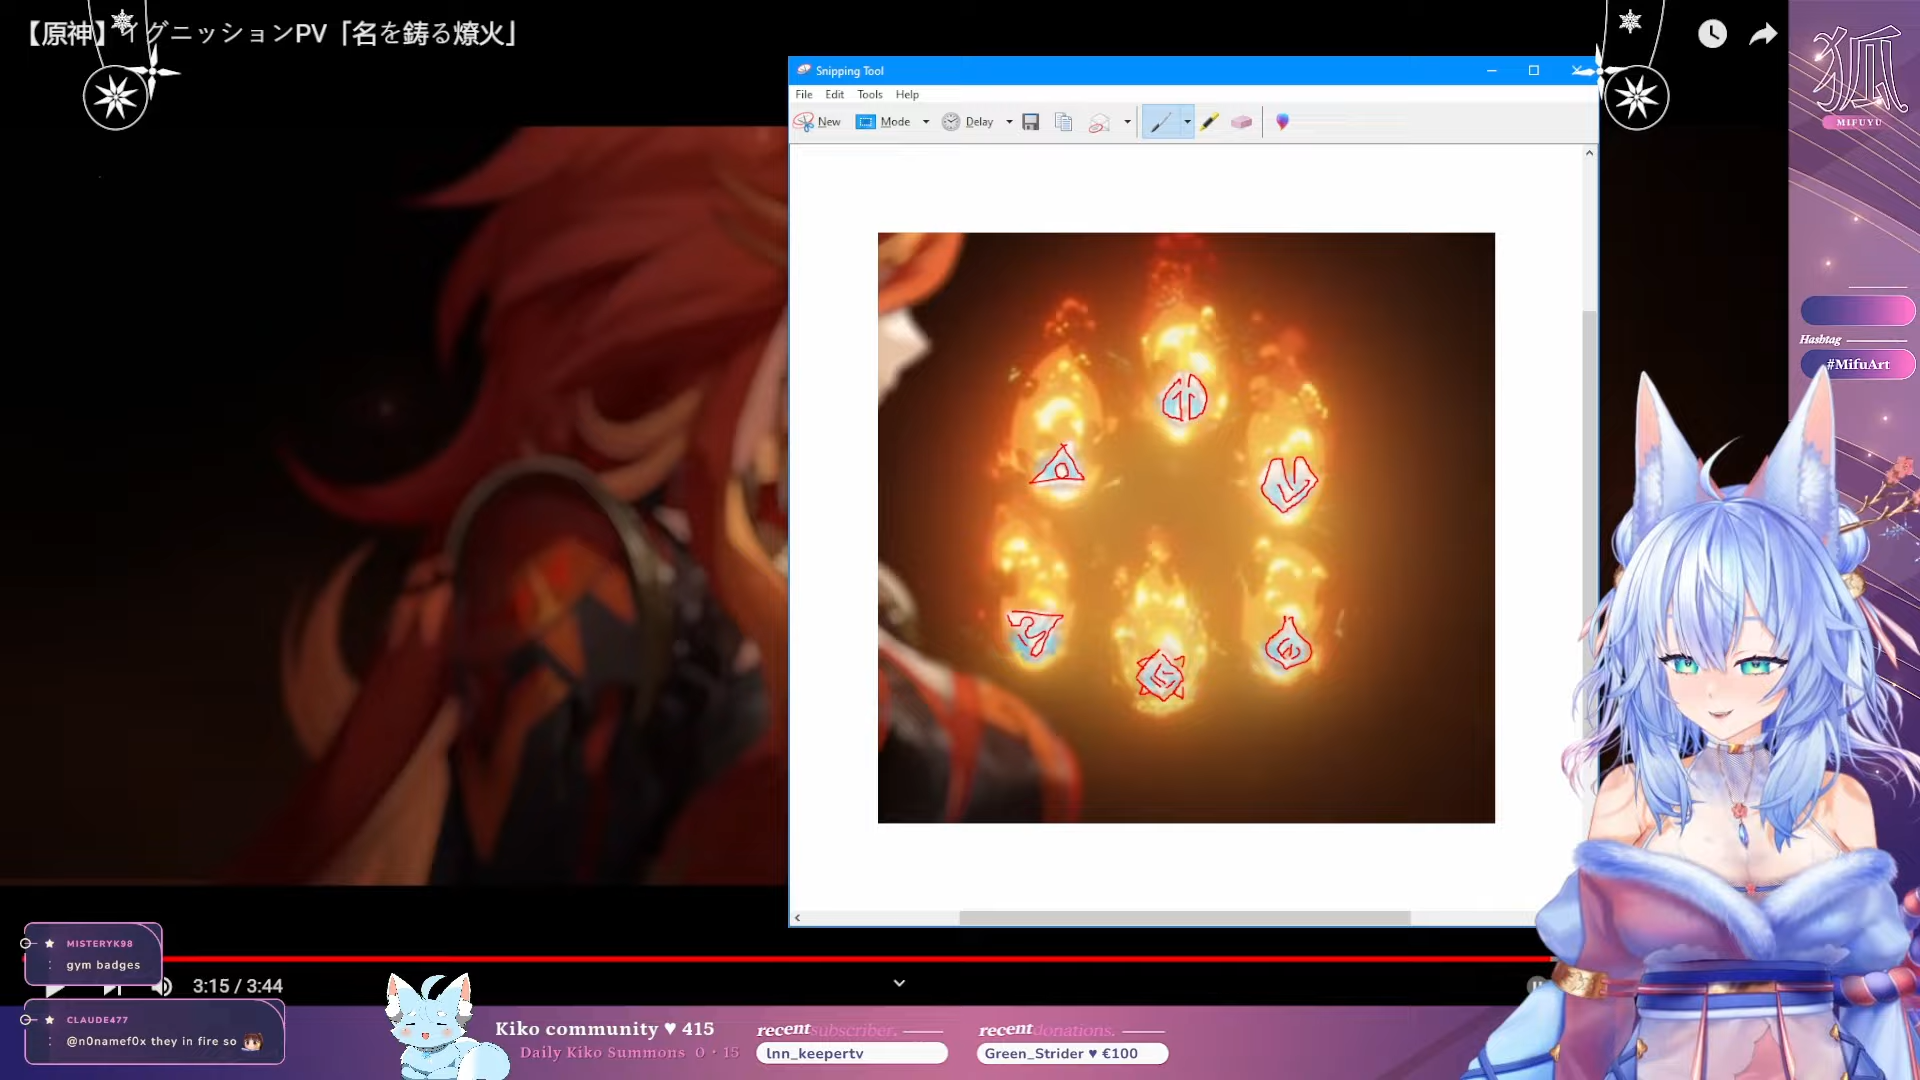 【原神】イグニッションPV「名を鋳る燎火」
Snipping Tool
File Edit Tools Help
New Mode Delay
狐
MIFUYU
Hashtag
#MifuArt
MISTERYK98
: gym badges
3:15 / 3:44
CLAUDE477
: @n0namef0x they in fire so
Kiko community ♥ 415
Daily Kiko Summons 0 · 15
recent subscriber.
lnn_keepertv
recent donations.
Green_Strider ♥ €100